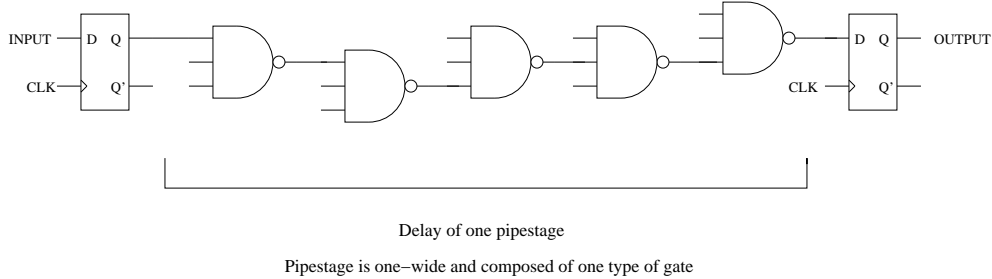 INPUT D Q D Q OUTPUT
CLK Q' CLK Q'
Delay of one pipestage
Pipestage is one−wide and composed of one type of gate